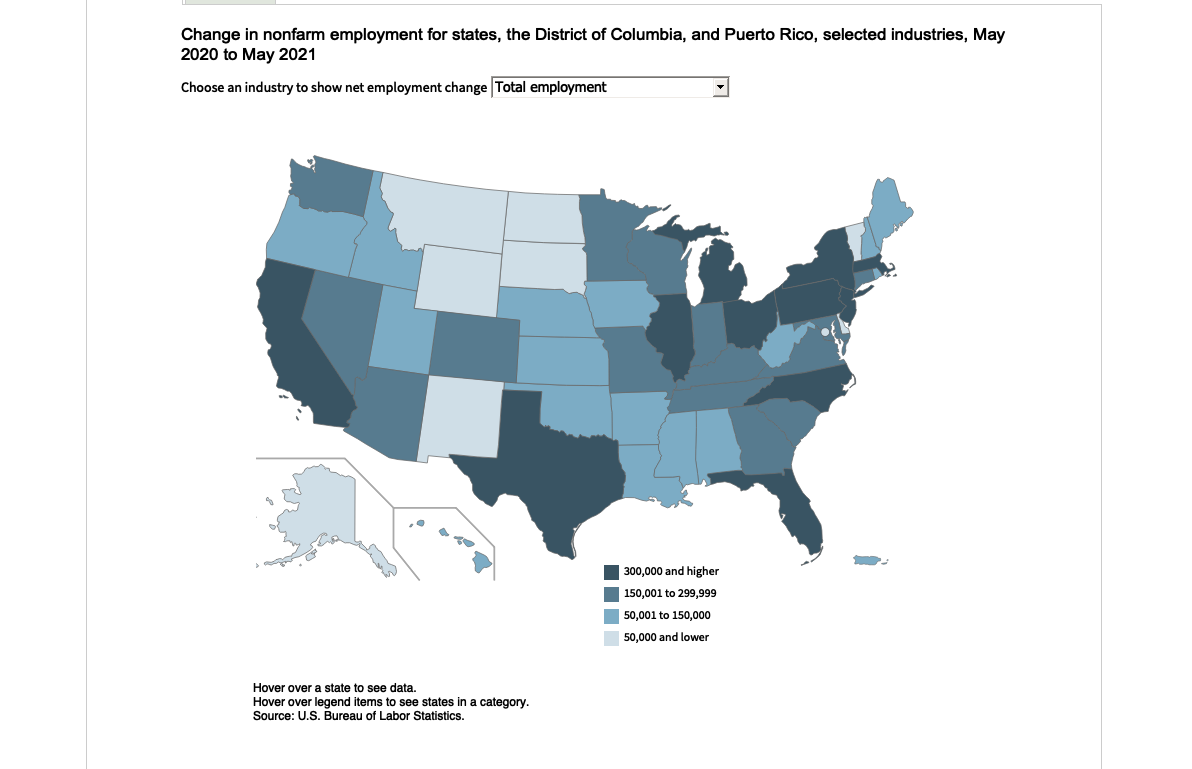 Change in nonfarm employment for states, the District of Columbia, and Puerto Rico, selected industries, May
2020 to May 2021
Choose an industry to show net employment change Total employment
300,000 and higher
150,001 to 299,999
50,001 to 150,000
50,000 and lower
Hover over a state to see data.
Hover over legend items to see states in a category.
Source: U.S. Bureau of Labor Statistics.